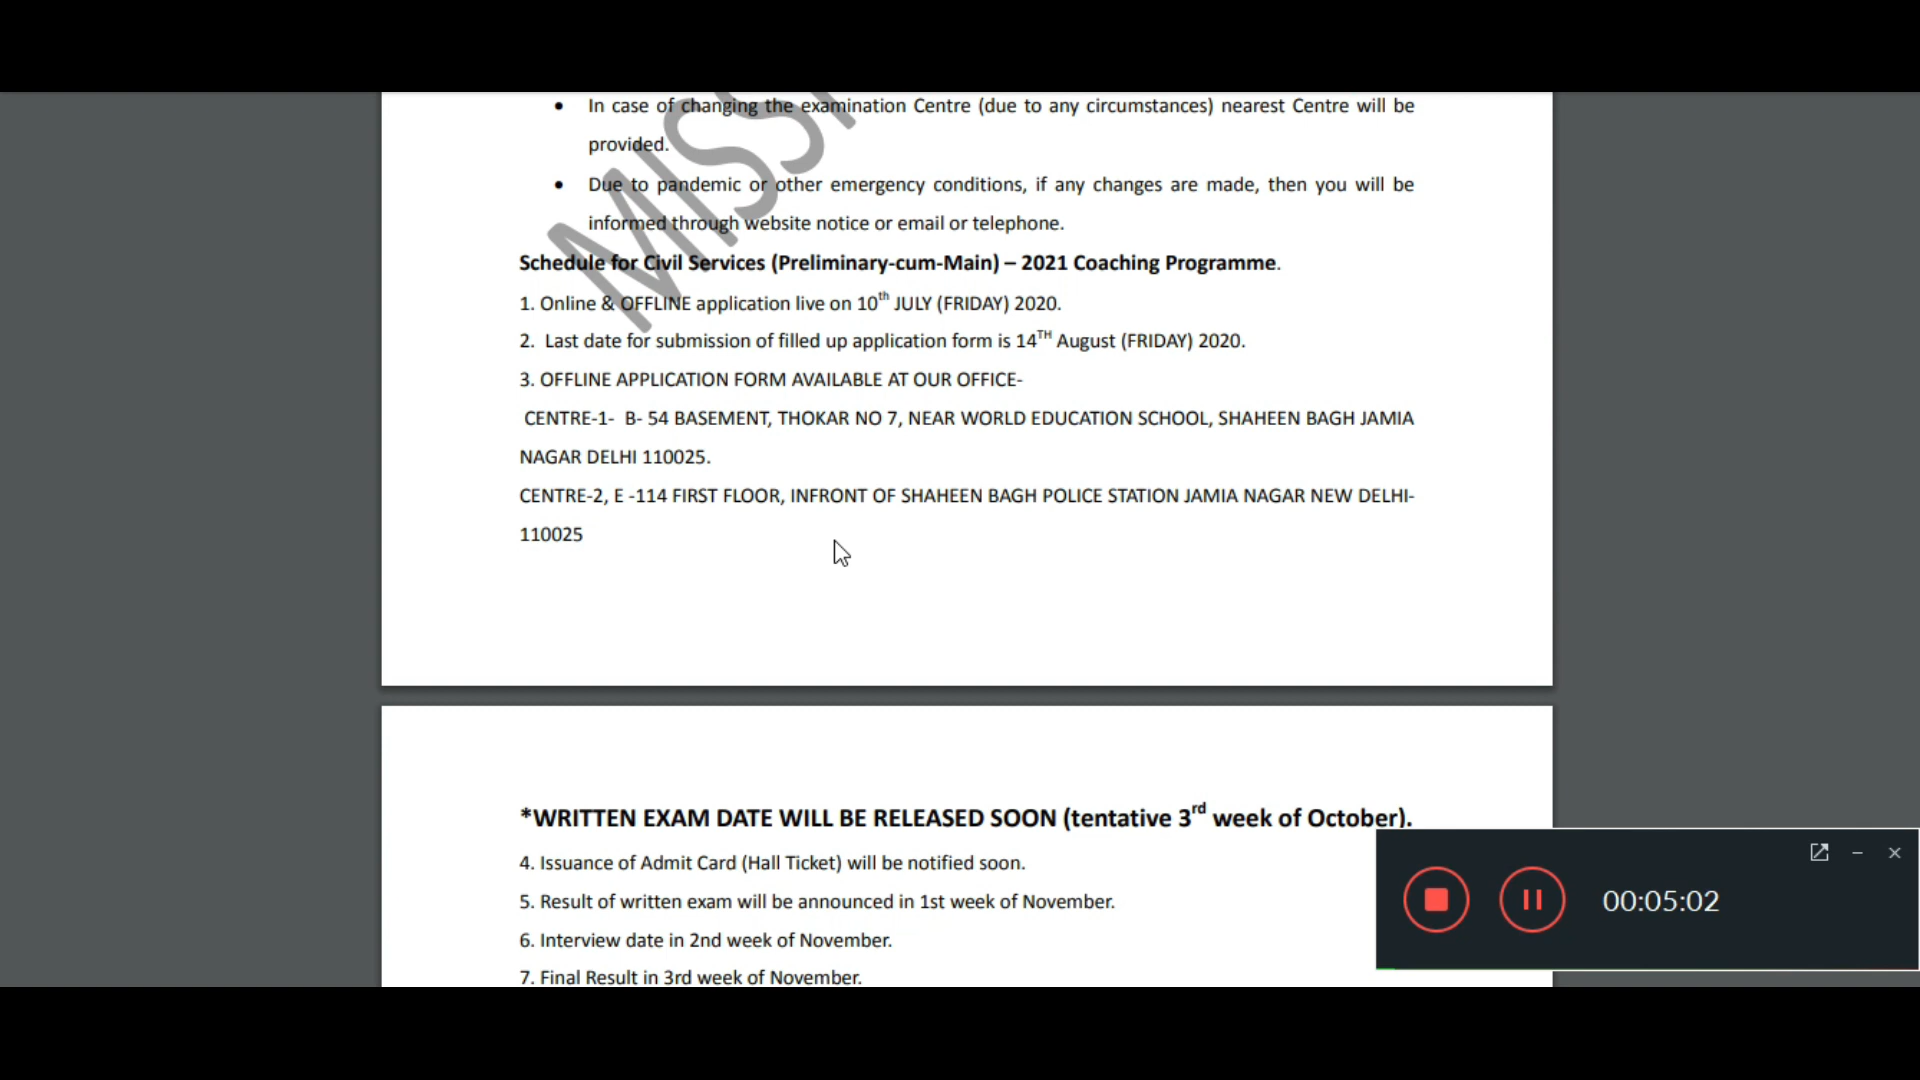 • In case of changing the examination Centre (due to any circumstances) nearest Centre will be
provided.
• Due to pandemic or other emergency conditions, if any changes are made, then you will be
informed through website notice or email or telephone.
Schedule for Civil Services (Preliminary-cum-Main) – 2021 Coaching Programme.
1. Online & OFFLINE application live on 10th JULY (FRIDAY) 2020.
2. Last date for submission of filled up application form is 14TH August (FRIDAY) 2020.
3. OFFLINE APPLICATION FORM AVAILABLE AT OUR OFFICE-
CENTRE-1- B- 54 BASEMENT, THOKAR NO 7, NEAR WORLD EDUCATION SCHOOL, SHAHEEN BAGH JAMIA
NAGAR DELHI 110025.
CENTRE-2, E -114 FIRST FLOOR, INFRONT OF SHAHEEN BAGH POLICE STATION JAMIA NAGAR NEW DELHI-
110025
*WRITTEN EXAM DATE WILL BE RELEASED SOON (tentative 3rd week of October).
4. Issuance of Admit Card (Hall Ticket) will be notified soon.
5. Result of written exam will be announced in 1st week of November.
6. Interview date in 2nd week of November.
7. Final Result in 3rd week of November.
00:05:02
MISS